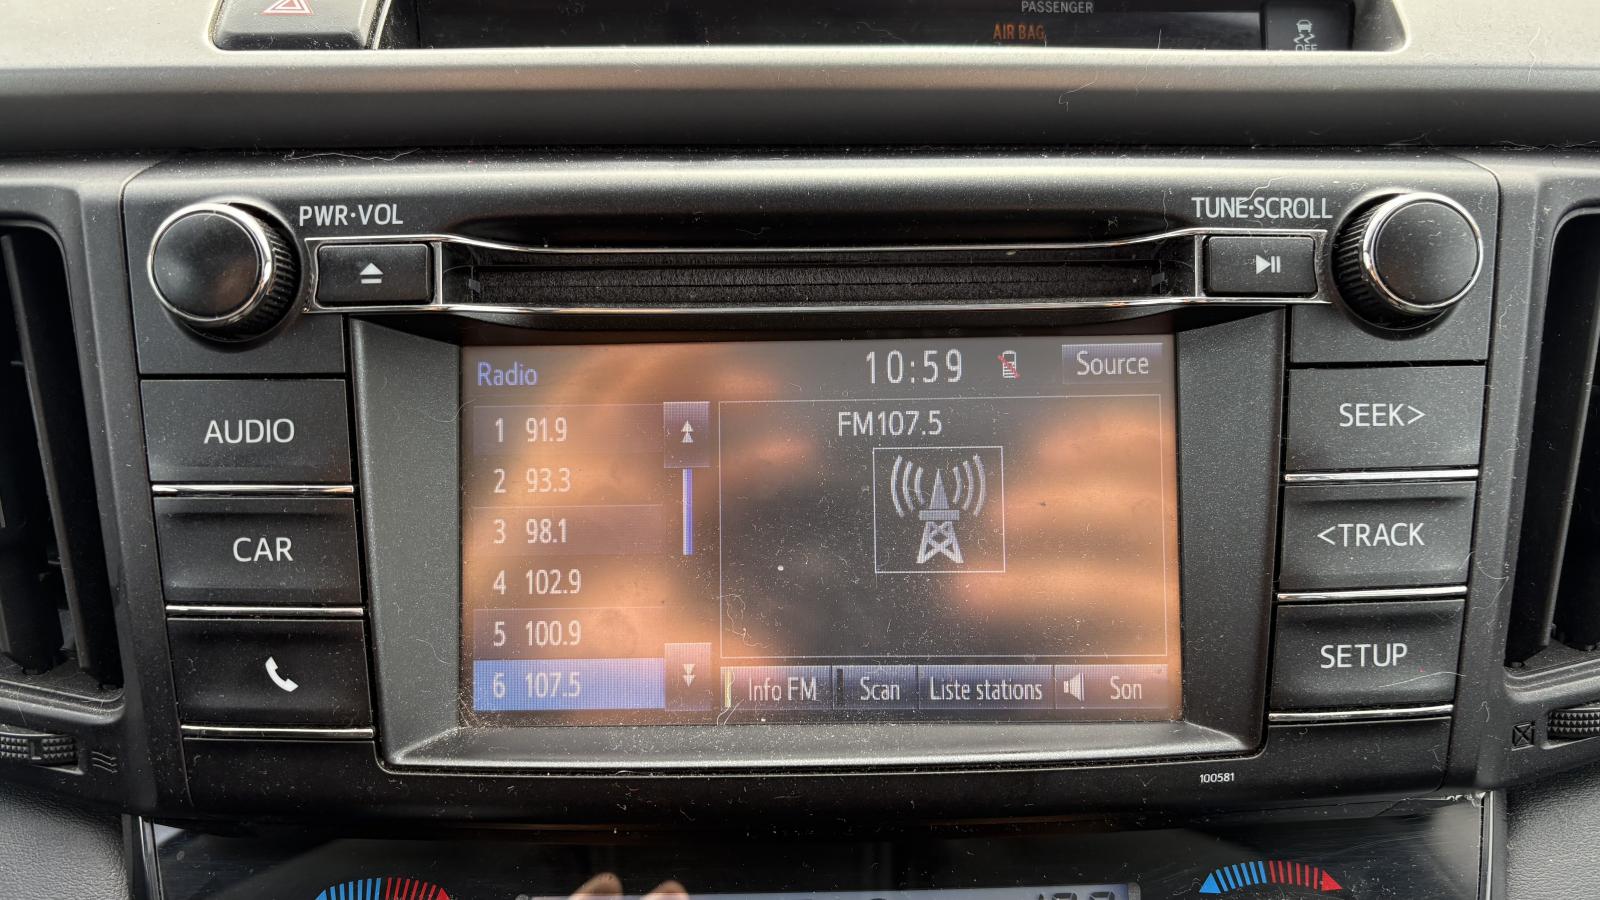 PASSENGER
AIR BAG
OFF
PWR·VOL
TUNE·SCROLL
Radio
10:59
Source
FM107.5
1 91.9
2 93.3
3 98.1
4 102.9
5 100.9
6 107.5
Info FM
Scan
Liste stations
Son
AUDIO
CAR
SEEK>
<TRACK
SETUP
100581